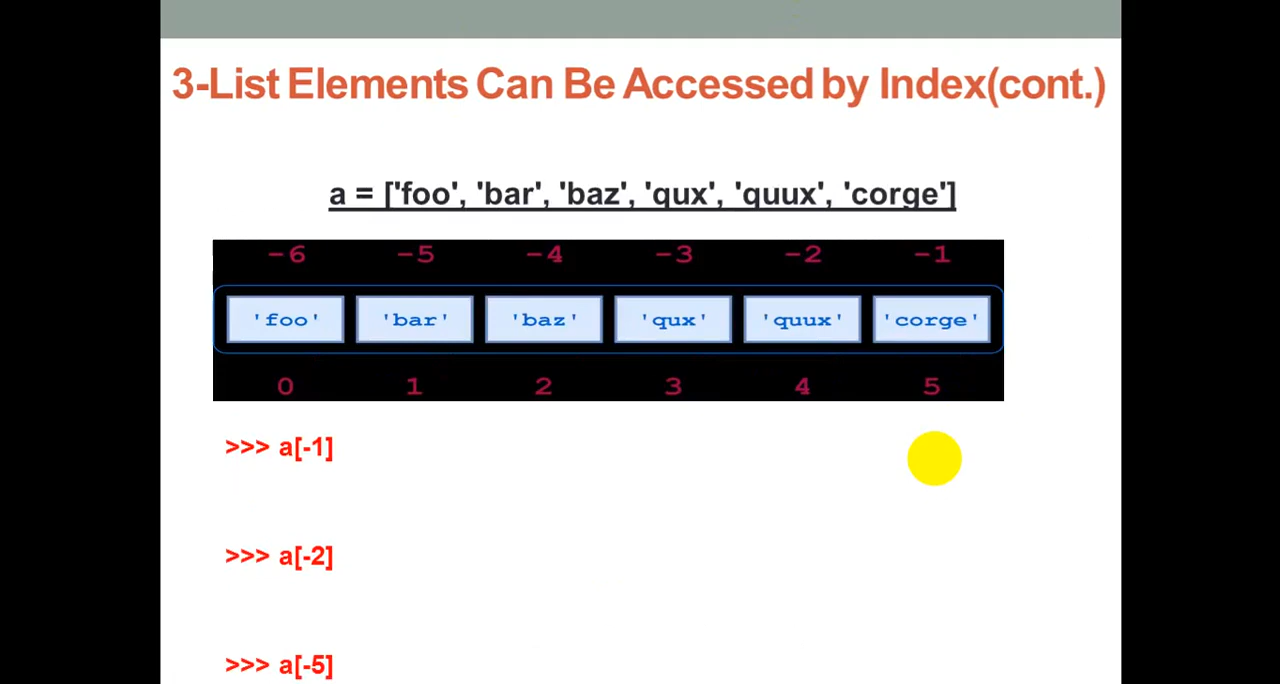 3-List Elements Can Be Accessed by Index(cont.)
a = ['foo', 'bar', 'baz', 'qux', 'quux', 'corge']
-6 -5 -4 -3 -2 -1
'foo' 'bar' 'baz' 'qux' 'quux' 'corge'
0 1 2 3 4 5
>>> a[-1]
>>> a[-2]
>>> a[-5]